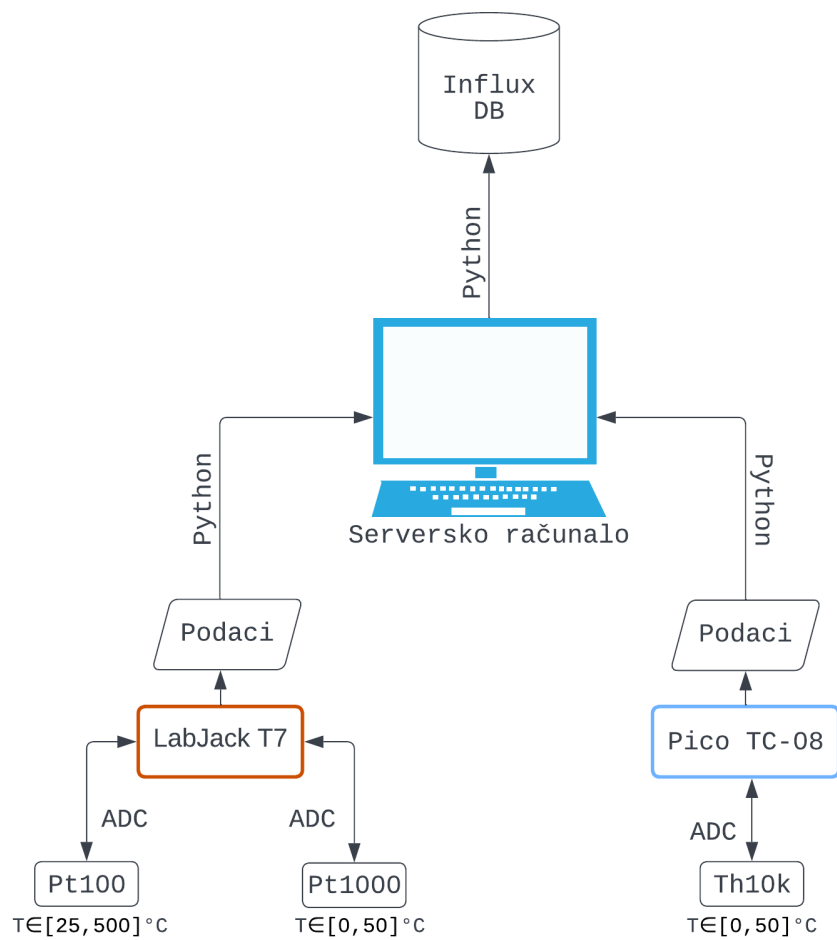 Influx
DB
Python
Serversko računalo
Python
Python
Podaci
Podaci
LabJack T7
Pico TC-08
ADC
ADC
ADC
Pt100
Pt1000
Th10k
T∈[25,500]°C
T∈[0,50]°C
T∈[0,50]°C